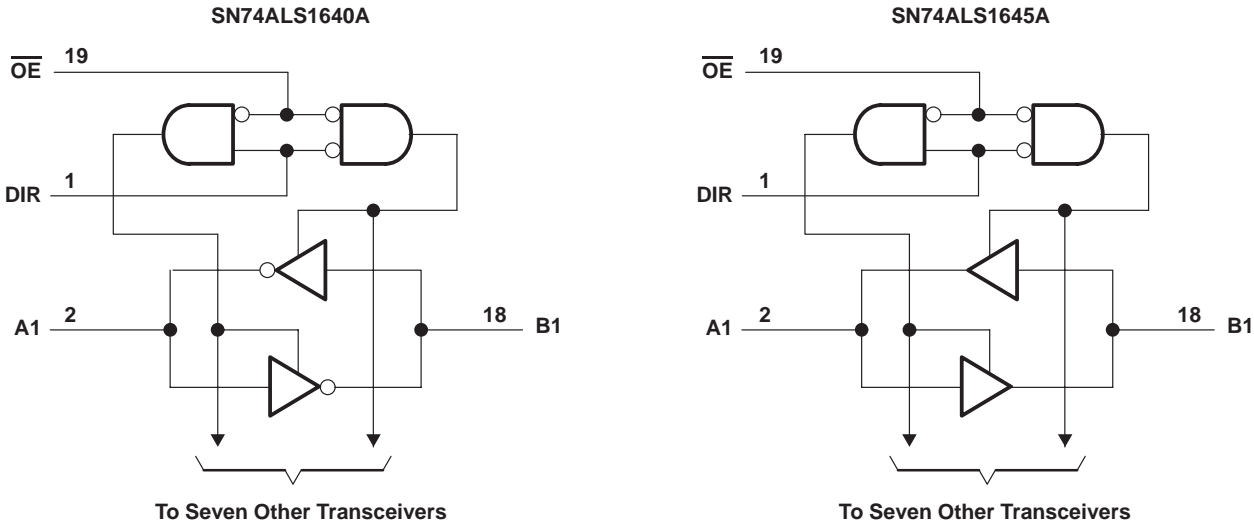 SN74ALS1640A
OE 19
DIR 1
A1 2
18 B1
To Seven Other Transceivers
SN74ALS1645A
OE 19
DIR 1
A1 2
18 B1
To Seven Other Transceivers